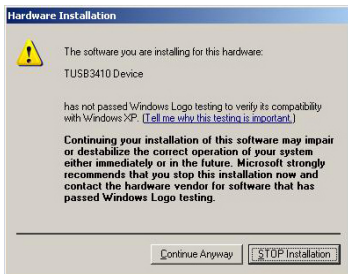 Hardware Installation
The software you are installing for this hardware:
TUSB3410 Device
has not passed Windows Logo testing to verify its compatibility
with Windows XP. (Tell me why this testing is important.)
Continuing your installation of this software may impair
or destabilize the correct operation of your system
either immediately or in the future. Microsoft strongly
recommends that you stop this installation now and
contact the hardware vendor for software that has
passed Windows Logo testing.
Continue Anyway
STOP Installation